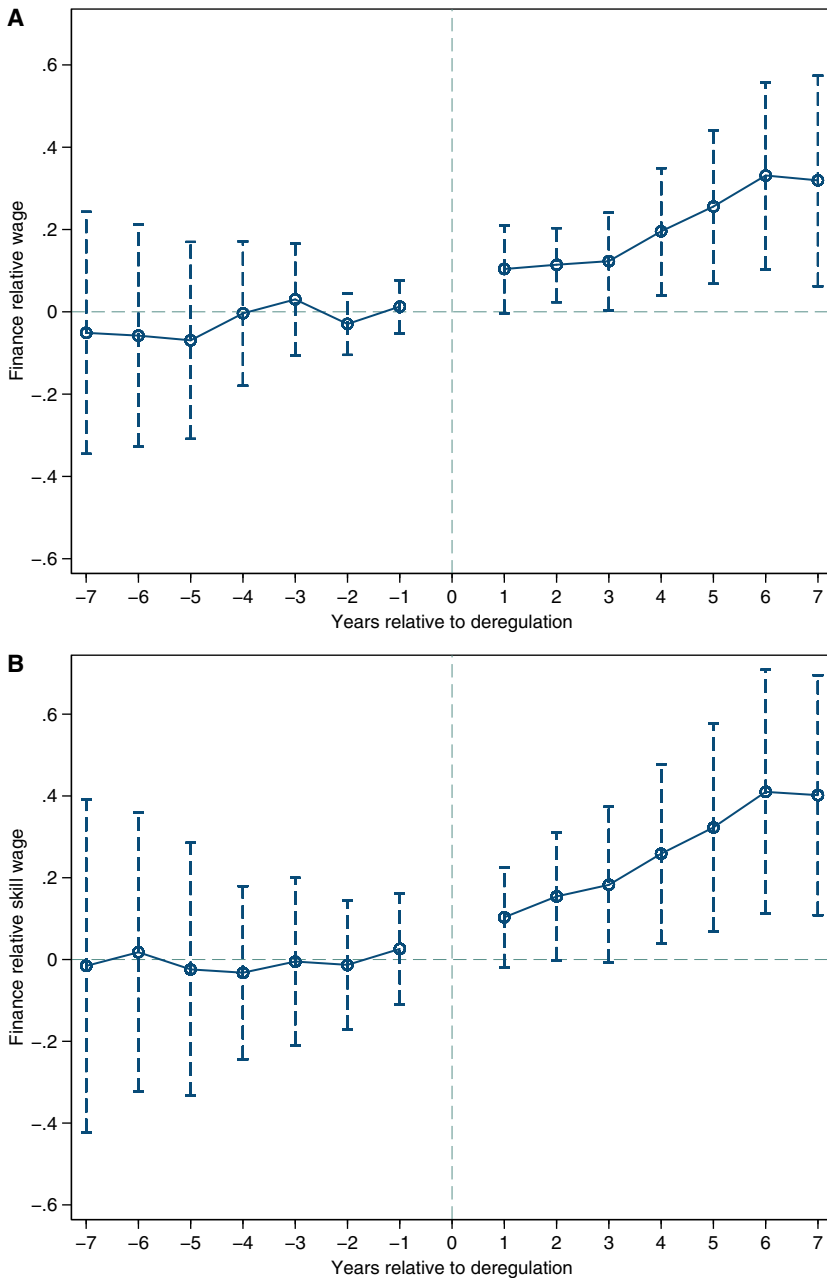 A
Finance relative wage
.6
.4
.2
0
−.2
−.4
−.6
−7 −6 −5 −4 −3 −2 −1 0 1 2 3 4 5 6 7
Years relative to deregulation
B
Finance relative skill wage
.6
.4
.2
0
−.2
−.4
−.6
−7 −6 −5 −4 −3 −2 −1 0 1 2 3 4 5 6 7
Years relative to deregulation